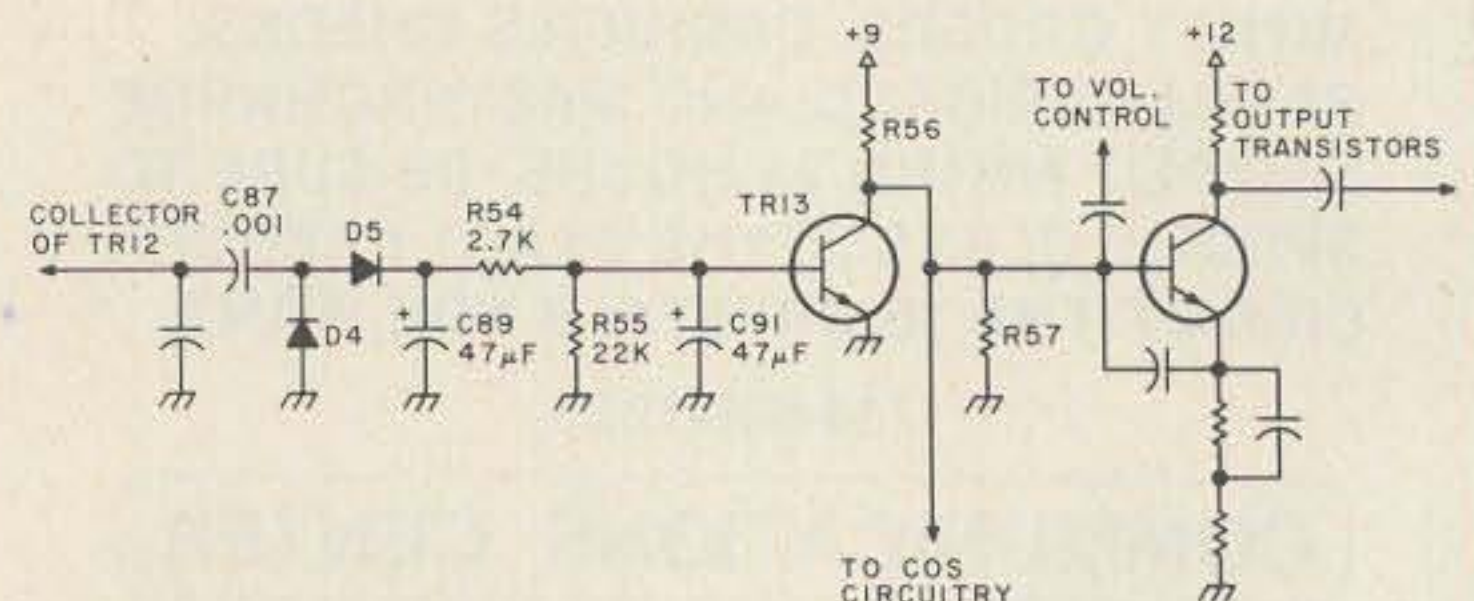 +9
+12
R56
TO VOL.
CONTROL
TO
OUTPUT
TRANSISTORS
COLLECTOR
OF TR12
C87
.001
D5
R54
2.7K
TR13
D4
+
C89
47µF
R55
22K
+
C91
47µF
R57
TO COS
CIRCUITRY